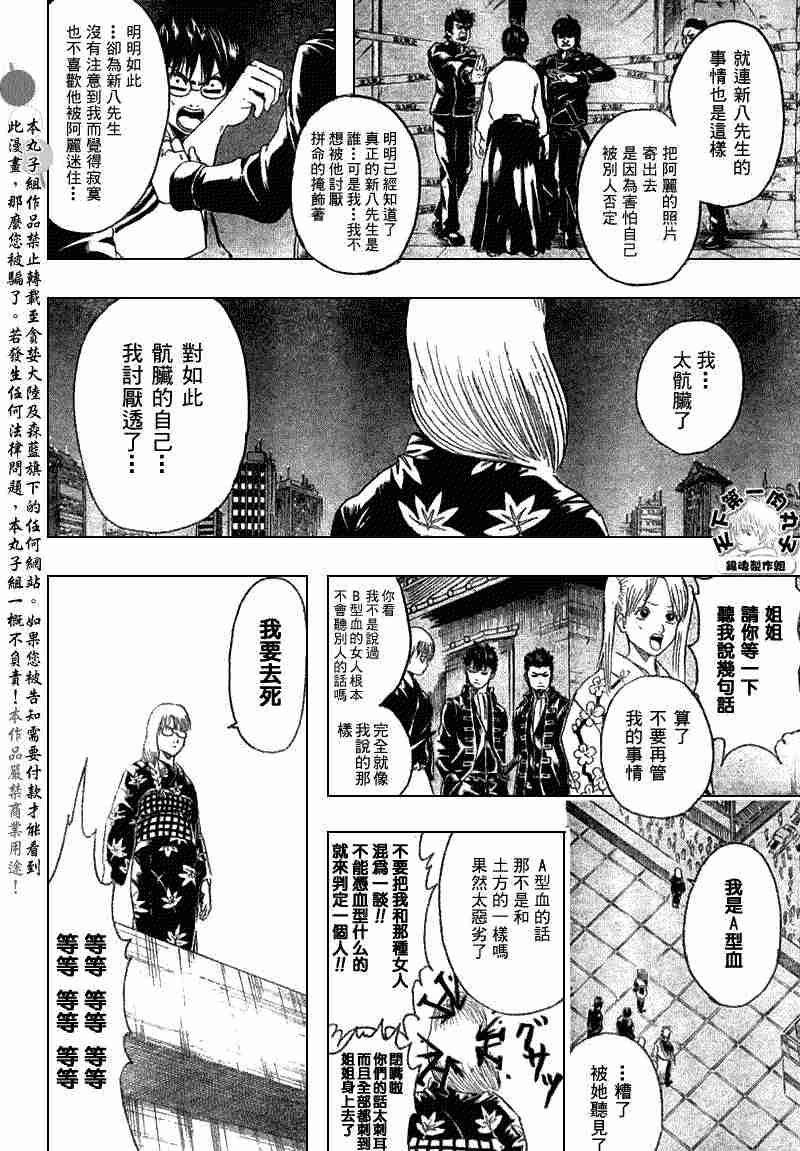 就連新八先生的
事情也是這樣
把阿麗的照片
寄出去
是因為害怕自己
被別人否定
明明已經知道了
真正的新八先生是
誰…可是我…我不
想被他討厭
拼命的掩飾著
明明如此
…卻為新八先生
沒有注意到我而覺得寂寞
也不喜歡他被阿麗迷住…
我…
太骯臟了
對如此
骯臟的自己…
我討厭透了…
天下第一肉丸子
銀魂製作組
姐姐
請你等一下
聽我說幾句話
算了
不要再管
我的事情
你看
我不是說過
B型血的女人根本
不會聽別人的話嗎
完全就像
我說的那
樣
我是A型血
…糟了
被她聽見了
A型血的話
那不是和
土方的一樣嗎
果然太惡劣了
不要把我和那種女人
混爲一談!!
不能憑血型什么的
就來判定一個人!!
グサッ
閉嘴啦
你們的話太刺耳
而且全部都刺到
姐姐身上去了
我要去死
等等 等等 等等
等等 等等 等等
本丸子組作品禁止轉載至貪婪大陸及森藍旗下的任何網站。如果您被告知需要付款才能看到
此漫畫，那麼您被騙了。若發生任何法律問題，本丸子組一概不負責！本作品嚴禁商業用途！